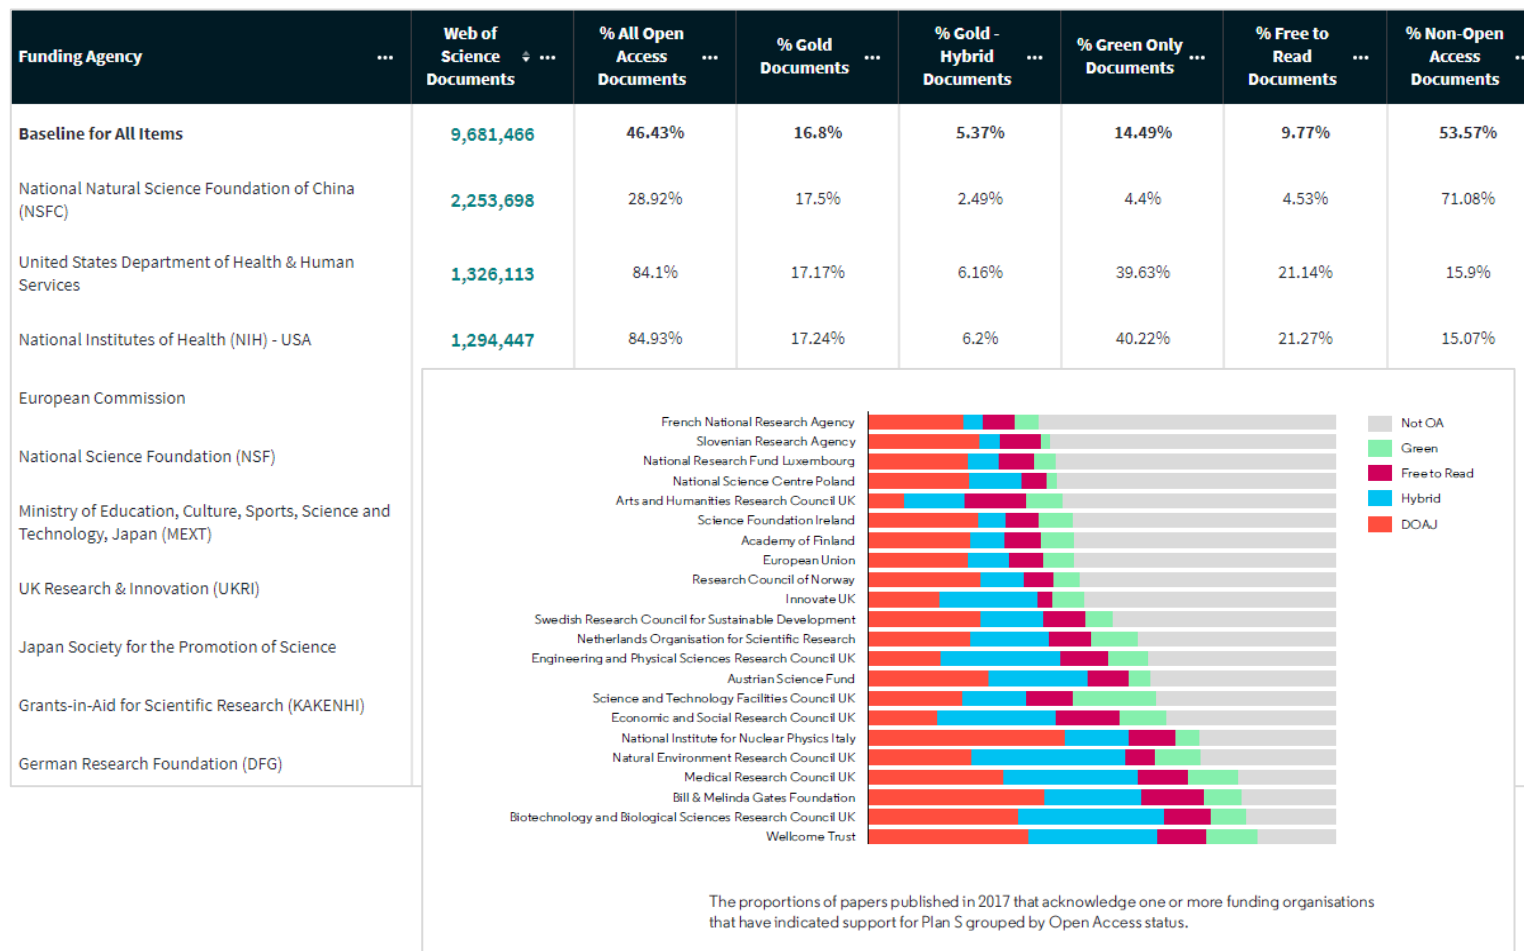 Funding Agency ...
Web of
Science ...
Documents
% All Open
Access ...
Documents
% Gold ...
Documents
% Gold -
Hybrid ...
Documents
% Green Only ...
Documents
% Free to
Read ...
Documents
% Non-Open
Access
Documents
Baseline for All Items 9,681,466 46.43% 16.8% 5.37% 14.49% 9.77% 53.57%
National Natural Science Foundation of China
(NSFC) 2,253,698 28.92% 17.5% 2.49% 4.4% 4.53% 71.08%
United States Department of Health & Human
Services 1,326,113 84.1% 17.17% 6.16% 39.63% 21.14% 15.9%
National Institutes of Health (NIH) - USA 1,294,447 84.93% 17.24% 6.2% 40.22% 21.27% 15.07%
European Commission
National Science Foundation (NSF)
Ministry of Education, Culture, Sports, Science and
Technology, Japan (MEXT)
UK Research & Innovation (UKRI)
Japan Society for the Promotion of Science
Grants-in-Aid for Scientific Research (KAKENHI)
German Research Foundation (DFG)
French National Research Agency
Slovenian Research Agency
National Research Fund Luxembourg
National Science Centre Poland
Arts and Humanities Research Council UK
Science Foundation Ireland
Academy of Finland
European Union
Research Council of Norway
Innovate UK
Swedish Research Council for Sustainable Development
Netherlands Organisation for Scientific Research
Engineering and Physical Sciences Research Council UK
Austrian Science Fund
Science and Technology Facilities Council UK
Economic and Social Research Council UK
National Institute for Nuclear Physics Italy
Natural Environment Research Council UK
Medical Research Council UK
Bill & Melinda Gates Foundation
Biotechnology and Biological Sciences Research Council UK
Wellcome Trust
Not OA
Green
Free to Read
Hybrid
DOAJ
The proportions of papers published in 2017 that acknowledge one or more funding organisations
that have indicated support for Plan S grouped by Open Access status.